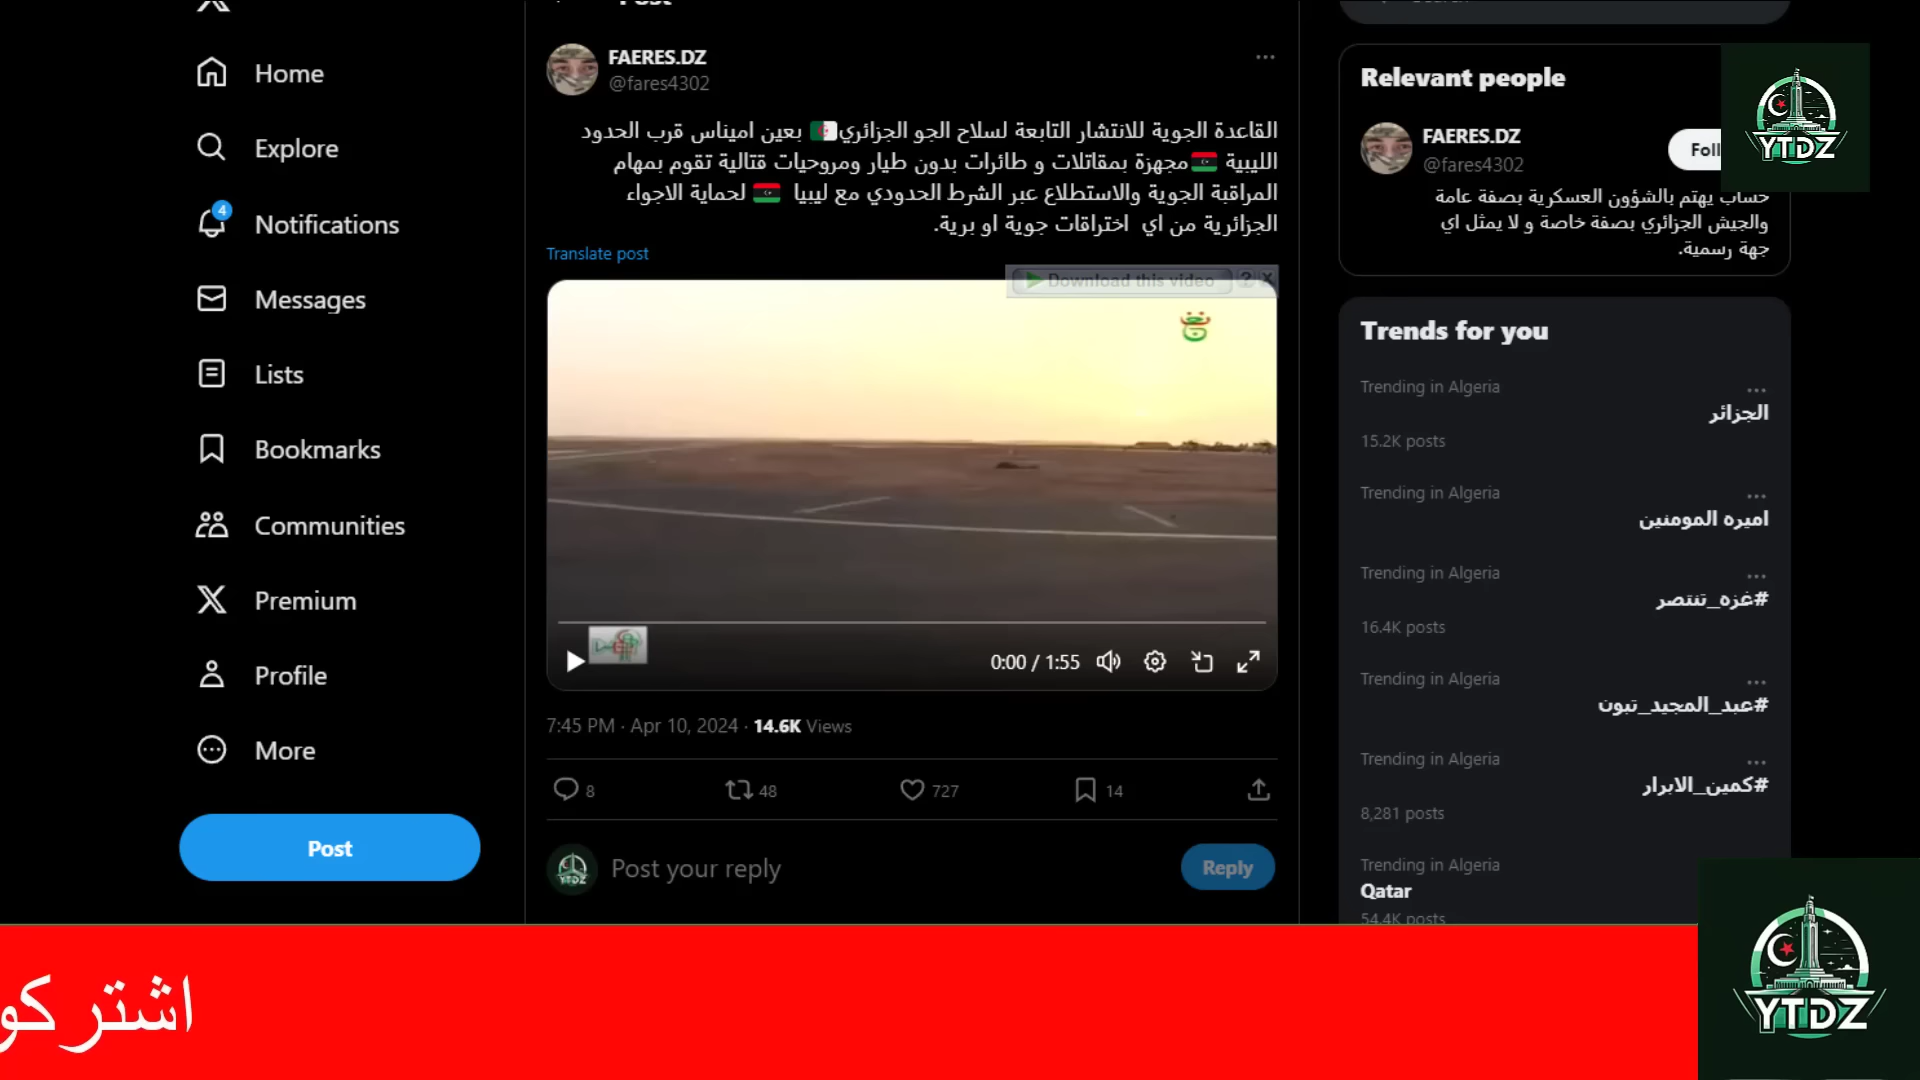 Home
Explore
4
Notifications
Messages
Lists
Bookmarks
Communities
Premium
Profile
More
Post
Post
FAERES.DZ
@fares4302
القاعدة الجوية للانتشار التابعة لسلاح الجو الجزائري🇩🇿 بعين اميناس قرب الحدود
الليبية 🇱🇾مجهزة بمقاتلات و طائرات بدون طيار ومروحيات قتالية تقوم بمهام
المراقبة الجوية والاستطلاع عبر الشرط الحدودي مع ليبيا 🇱🇾 لحماية الاجواء
الجزائرية من اي اختراقات جوية او برية.
Translate post
Download this video
0:00 / 1:55
7:45 PM · Apr 10, 2024 · 14.6K Views
8
48
727
14
Post your reply
Reply
Search
Relevant people
FAERES.DZ
@fares4302
حساب يهتم بالشؤون العسكرية بصفة عامة
والجيش الجزائري بصفة خاصة و لا يمثل اي
جهة رسمية.
YTDZ
Trends for you
Trending in Algeria
الجزائر
15.2K posts
Trending in Algeria
اميره المومنين
Trending in Algeria
#غزه_تنتصر
16.4K posts
Trending in Algeria
#عبد_المجيد_تبون
Trending in Algeria
#كمين_الابرار
8,281 posts
Trending in Algeria
Qatar
54.4K posts
اشتركو
YTDZ